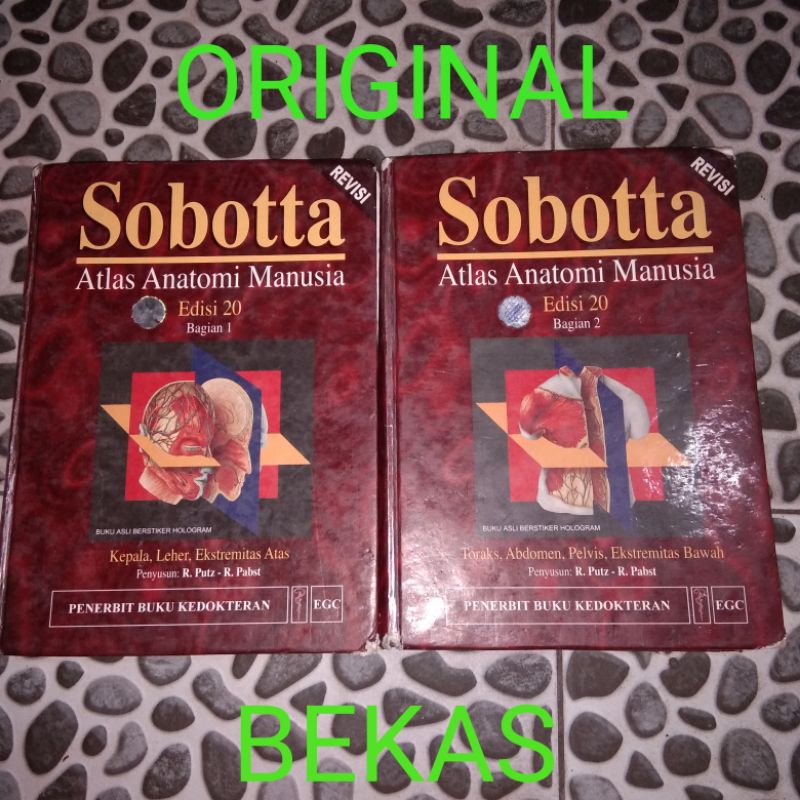 ORIGINAL
REVISI
Sobotta
Atlas Anatomi Manusia
Edisi 20
Bagian 1
BUKU ASLI BERSTIKER HOLOGRAM
Kepala, Leher, Ekstremitas Atas
Penyusun: R. Putz - R. Pabst
PENERBIT BUKU KEDOKTERAN
EGC
REVISI
Sobotta
Atlas Anatomi Manusia
Edisi 20
Bagian 2
BUKU ASLI BERSTIKER HOLOGRAM
Toraks, Abdomen, Pelvis, Ekstremitas Bawah
Penyusun: R. Putz - R. Pabst
PENERBIT BUKU KEDOKTERAN
EGC
BEKAS